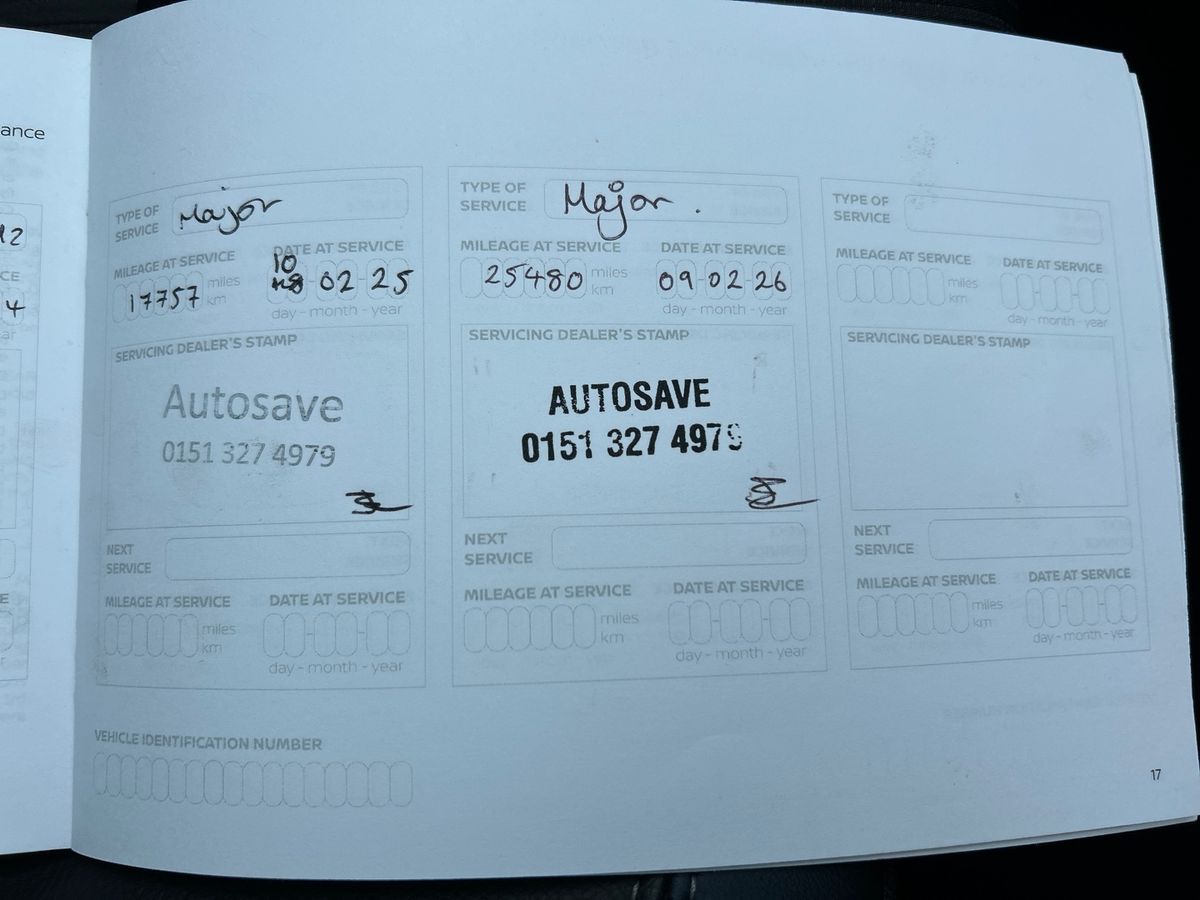 ance
12
CE
4
ar
E
r
TYPE OF
SERVICE
Major
MILEAGE AT SERVICE
17757
miles
km
DATE AT SERVICE
10
02-25
day - month - year
SERVICING DEALER'S STAMP
Autosave
0151 327 4979
NEXT
SERVICE
MILEAGE AT SERVICE
miles
km
DATE AT SERVICE
day - month - year
TYPE OF
SERVICE
Major .
MILEAGE AT SERVICE
25480
miles
km
DATE AT SERVICE
09-02-26
day - month - year
SERVICING DEALER'S STAMP
AUTOSAVE
0151 327 4979
NEXT
SERVICE
MILEAGE AT SERVICE
miles
km
DATE AT SERVICE
day - month - year
TYPE OF
SERVICE
MILEAGE AT SERVICE
miles
km
DATE AT SERVICE
day - month - year
SERVICING DEALER'S STAMP
NEXT
SERVICE
MILEAGE AT SERVICE
miles
km
DATE AT SERVICE
day - month - year
VEHICLE IDENTIFICATION NUMBER
17